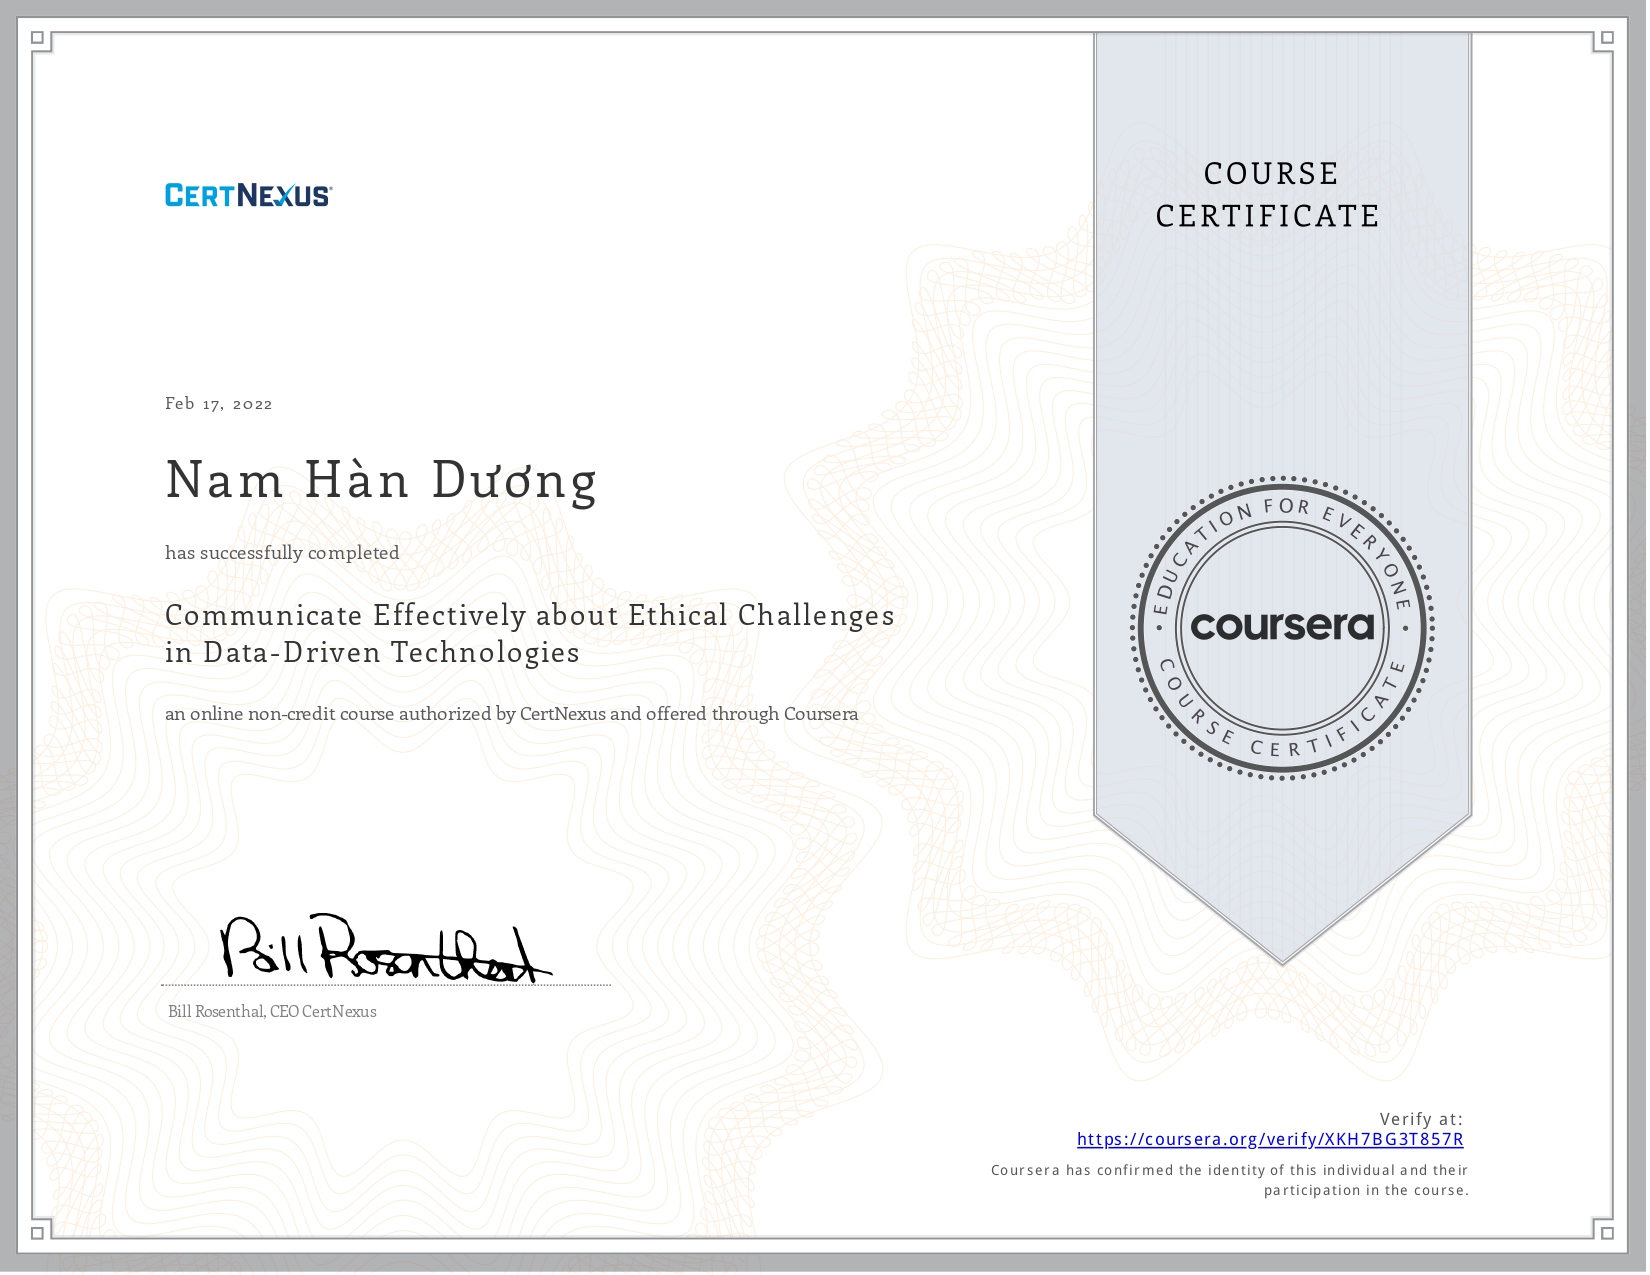 CERTNEXUS
COURSE
CERTIFICATE
Feb 17, 2022
Nam Hàn Dương
has successfully completed
Communicate Effectively about Ethical Challenges
in Data-Driven Technologies
an online non-credit course authorized by CertNexus and offered through Coursera
EDUCATION FOR EVERYONE
coursera
COURSE CERTIFICATE
Bill Rosenthal
Bill Rosenthal, CEO CertNexus
Verify at:
https://coursera.org/verify/XKH7BG3T857R
Coursera has confirmed the identity of this individual and their
participation in the course.